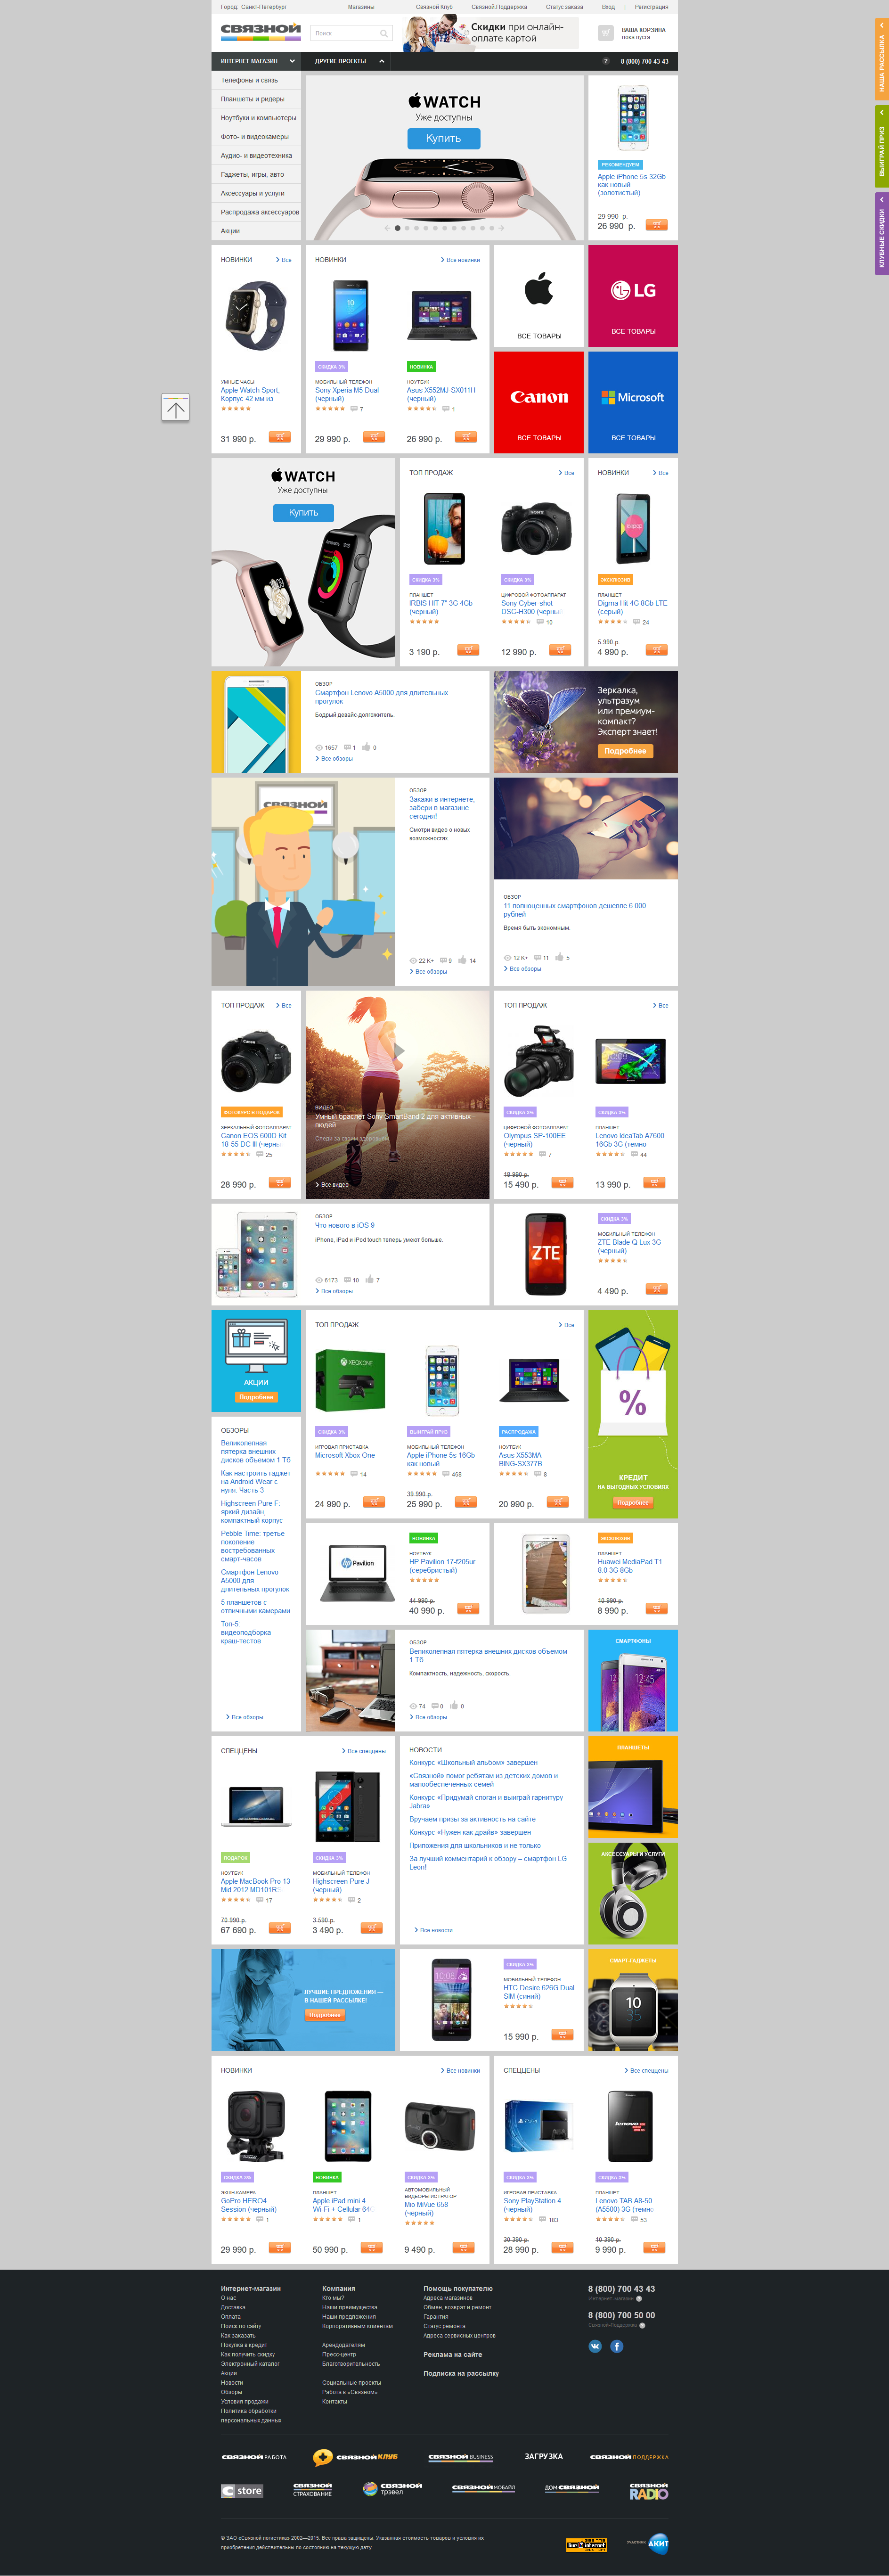 Город: Санкт-Петербург
Магазины
Связной Клуб
Связной.Поддержка
Статус заказа
Вход
Регистрация
СВЯЗНОЙ
Поиск
Скидки при онлайн-
оплате картой
ВАША КОРЗИНА
пока пуста
ИНТЕРНЕТ-МАГАЗИН
ДРУГИЕ ПРОЕКТЫ
8 (800) 700 43 43
НАША РАССЫЛКА
ВЫИГРАЙ ПРИЗ
КЛУБНЫЕ СКИДКИ
Телефоны и связь
Планшеты и ридеры
Ноутбуки и компьютеры
Фото- и видеокамеры
Аудио- и видеотехника
Гаджеты, игры, авто
Аксессуары и услуги
Распродажа аксессуаров
Акции
WATCH
Уже доступны
Купить
РЕКОМЕНДУЕМ
Apple iPhone 5s 32Gb
как новый
(золотистый)
29 990 р.
26 990 р.
НОВИНКИ
Все
УМНЫЕ ЧАСЫ
Apple Watch Sport,
Корпус 42 мм из
31 990 р.
НОВИНКИ
Все новинки
СКИДКА 3%
МОБИЛЬНЫЙ ТЕЛЕФОН
Sony Xperia M5 Dual
(черный)
7
29 990 р.
НОВИНКА
НОУТБУК
Asus X552MJ-SX011H
(черный)
1
26 990 р.
ВСЕ ТОВАРЫ
LG
ВСЕ ТОВАРЫ
Canon
ВСЕ ТОВАРЫ
Microsoft
ВСЕ ТОВАРЫ
WATCH
Уже доступны
Купить
ТОП ПРОДАЖ
Все
СКИДКА 3%
ПЛАНШЕТ
IRBIS HIT 7" 3G 4Gb
(черный)
3 190 р.
СКИДКА 3%
ЦИФРОВОЙ ФОТОАППАРАТ
Sony Cyber-shot
DSC-H300 (черны
10
12 990 р.
НОВИНКИ
Все
ЭКСКЛЮЗИВ
ПЛАНШЕТ
Digma Hit 4G 8Gb LTE
(серый)
24
5 990 р.
4 990 р.
ОБЗОР
Смартфон Lenovo A5000 для длительных
прогулок
Бодрый девайс-долгожитель.
1657 1 0
Все обзоры
Зеркалка,
ультразум
или премиум-
компакт?
Эксперт знает!
Подробнее
СВЯЗНОЙ
ОБЗОР
Закажи в интернете,
забери в магазине
сегодня!
Смотри видео о новых
возможностях.
22 K+ 9 14
Все обзоры
ОБЗОР
11 полноценных смартфонов дешевле 6 000
рублей
Время быть экономным.
12 K+ 11 5
Все обзоры
ТОП ПРОДАЖ
Все
ФОТОКУРС В ПОДАРОК
ЗЕРКАЛЬНЫЙ ФОТОАППАРАТ
Canon EOS 600D Kit
18-55 DC III (черны
25
28 990 р.
ВИДЕО
Умный браслет Sony SmartBand 2 для активных
людей
Следи за своим здоровьем.
Все видео
ТОП ПРОДАЖ
Все
СКИДКА 3%
ЦИФРОВОЙ ФОТОАППАРАТ
Olympus SP-100EE
(черный)
7
18 990 р.
15 490 р.
СКИДКА 3%
ПЛАНШЕТ
Lenovo IdeaTab A7600
16Gb 3G (темно-
44
13 990 р.
ОБЗОР
Что нового в iOS 9
iPhone, iPad и iPod touch теперь умеют больше.
6173 10 7
Все обзоры
ZTE
СКИДКА 3%
МОБИЛЬНЫЙ ТЕЛЕФОН
ZTE Blade Q Lux 3G
(черный)
4 490 р.
АКЦИИ
Подробнее
ТОП ПРОДАЖ
Все
XBOX ONE
СКИДКА 3%
ИГРОВАЯ ПРИСТАВКА
Microsoft Xbox One
14
24 990 р.
ВЫИГРАЙ ПРИЗ
МОБИЛЬНЫЙ ТЕЛЕФОН
Apple iPhone 5s 16Gb
как новый
468
39 990 р.
25 990 р.
РАСПРОДАЖА
НОУТБУК
Asus X553MA-
BING-SX377B
8
20 990 р.
%
КРЕДИТ
НА ВЫГОДНЫХ УСЛОВИЯХ
Подробнее
ОБЗОРЫ
Великолепная
пятерка внешних
дисков объемом 1 Тб
Как настроить гаджет
на Android Wear с
нуля. Часть 3
Highscreen Pure F:
яркий дизайн,
компактный корпус
Pebble Time: третье
поколение
востребованных
смарт-часов
Смартфон Lenovo
A5000 для
длительных прогулок
5 планшетов с
отличными камерами
Топ-5:
видеоподборка
краш-тестов
Все обзоры
Pavilion
НОВИНКА
НОУТБУК
HP Pavilion 17-f205ur
(серебристый)
44 990 р.
40 990 р.
ЭКСКЛЮЗИВ
ПЛАНШЕТ
Huawei MediaPad T1
8.0 3G 8Gb
10 990 р.
8 990 р.
ОБЗОР
Великолепная пятерка внешних дисков объемом
1 Тб
Компактность, надежность, скорость.
74 0 0
Все обзоры
СМАРТФОНЫ
СПЕЦЦЕНЫ
Все спеццены
ПОДАРОК
НОУТБУК
Apple MacBook Pro 13
Mid 2012 MD101R
17
70 990 р.
67 690 р.
СКИДКА 3%
МОБИЛЬНЫЙ ТЕЛЕФОН
Highscreen Pure J
(черный)
2
3 590 р.
3 490 р.
НОВОСТИ
Конкурс «Школьный альбом» завершен
«Связной» помог ребятам из детских домов и
малообеспеченных семей
Конкурс «Придумай слоган и выиграй гарнитуру
Jabra»
Вручаем призы за активность на сайте
Конкурс «Нужен как драйв» завершен
Приложения для школьников и не только
За лучший комментарий к обзору – смартфон LG
Leon!
Все новости
ПЛАНШЕТЫ
АКСЕССУАРЫ И УСЛУГИ
ЛУЧШИЕ ПРЕДЛОЖЕНИЯ —
В НАШЕЙ РАССЫЛКЕ!
Подробнее
СКИДКА 3%
МОБИЛЬНЫЙ ТЕЛЕФОН
HTC Desire 626G Dual
SIM (синий)
15 990 р.
СМАРТ-ГАДЖЕТЫ
10
35
НОВИНКИ
Все новинки
СКИДКА 3%
ЭКШН-КАМЕРА
GoPro HERO4
Session (черный)
1
29 990 р.
НОВИНКА
ПЛАНШЕТ
Apple iPad mini 4
Wi-Fi + Cellular 64
1
50 990 р.
СКИДКА 3%
АВТОМОБИЛЬНЫЙ
ВИДЕОРЕГИСТРАТОР
Mio MiVue 658
(черный)
9 490 р.
СПЕЦЦЕНЫ
Все спеццены
PS4
СКИДКА 3%
ИГРОВАЯ ПРИСТАВКА
Sony PlayStation 4
(черный)
183
30 390 р.
28 990 р.
lenovo
СКИДКА 3%
ПЛАНШЕТ
Lenovo TAB A8-50
(A5500) 3G (темно
53
10 390 р.
9 990 р.
Интернет-магазин
О нас
Доставка
Оплата
Поиск по сайту
Как заказать
Покупка в кредит
Как получить скидку
Электронный каталог
Акции
Новости
Обзоры
Условия продажи
Политика обработки
персональных данных
Компания
Кто мы?
Наши преимущества
Наши предложения
Корпоративным клиентам
Арендодателям
Пресс-центр
Благотворительность
Социальные проекты
Работа в «Связном»
Контакты
Помощь покупателю
Адреса магазинов
Обмен, возврат и ремонт
Гарантия
Статус ремонта
Адреса сервисных центров
Реклама на сайте
Подписка на рассылку
8 (800) 700 43 43
Интернет-магазин
8 (800) 700 50 00
Связной.Поддержка
СВЯЗНОЙ РАБОТА
СВЯЗНОЙ КЛУБ
СВЯЗНОЙ BUSINESS
ЗАГРУЗКА
СВЯЗНОЙ ПОДДЕРЖКА
C store
СВЯЗНОЙ СТРАХОВАНИЕ
СВЯЗНОЙ трэвел
СВЯЗНОЙ МОБАЙЛ
ДОМ СВЯЗНОЙ
СВЯЗНОЙ RADIO
© ЗАО «Связной логистика» 2002—2015. Все права защищены. Указанная стоимость товаров и условия их
приобретения действительны по состоянию на текущую дату.
Участник АКИТ